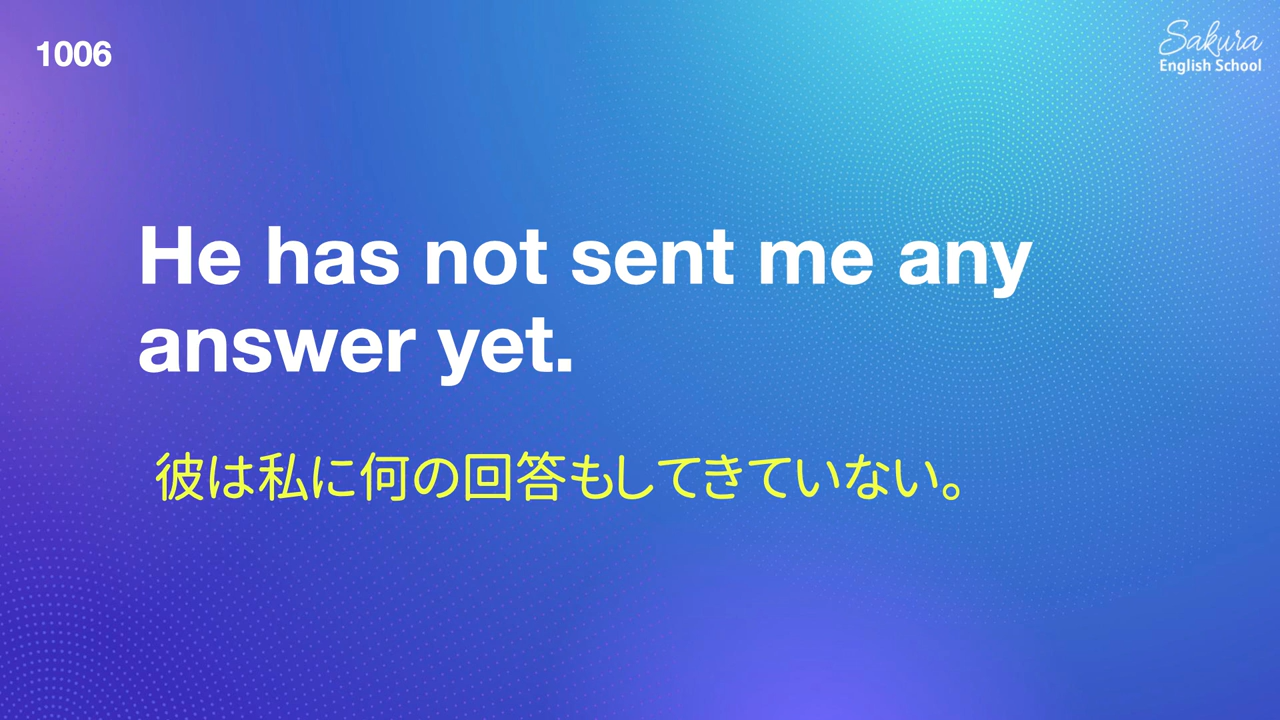 1006
Sakura
English School
He has not sent me any
answer yet.
彼は私に何の回答もしてきていない。